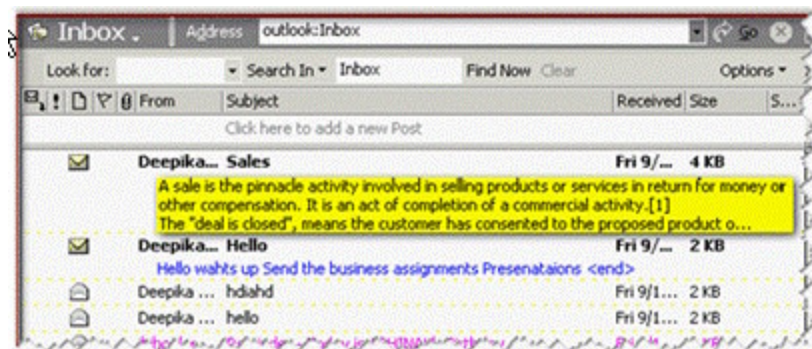 Inbox . Address outlook:Inbox Go
Look for: Search In Inbox Find Now Clear Options
! From Subject Received Size S...
Click here to add a new Post
Deepika... Sales Fri 9/... 4 KB
A sale is the pinnacle activity involved in selling products or services in return for money or
other compensation. It is an act of completion of a commercial activity.[1]
The "deal is closed", means the customer has consented to the proposed product o...
Deepika... Hello Fri 9/... 2 KB
Hello wahts up Send the business assignments Presenataions <end>
Deepika ... hdiahd Fri 9/1... 2 KB
Deepika ... hello Fri 9/1... 2 KB